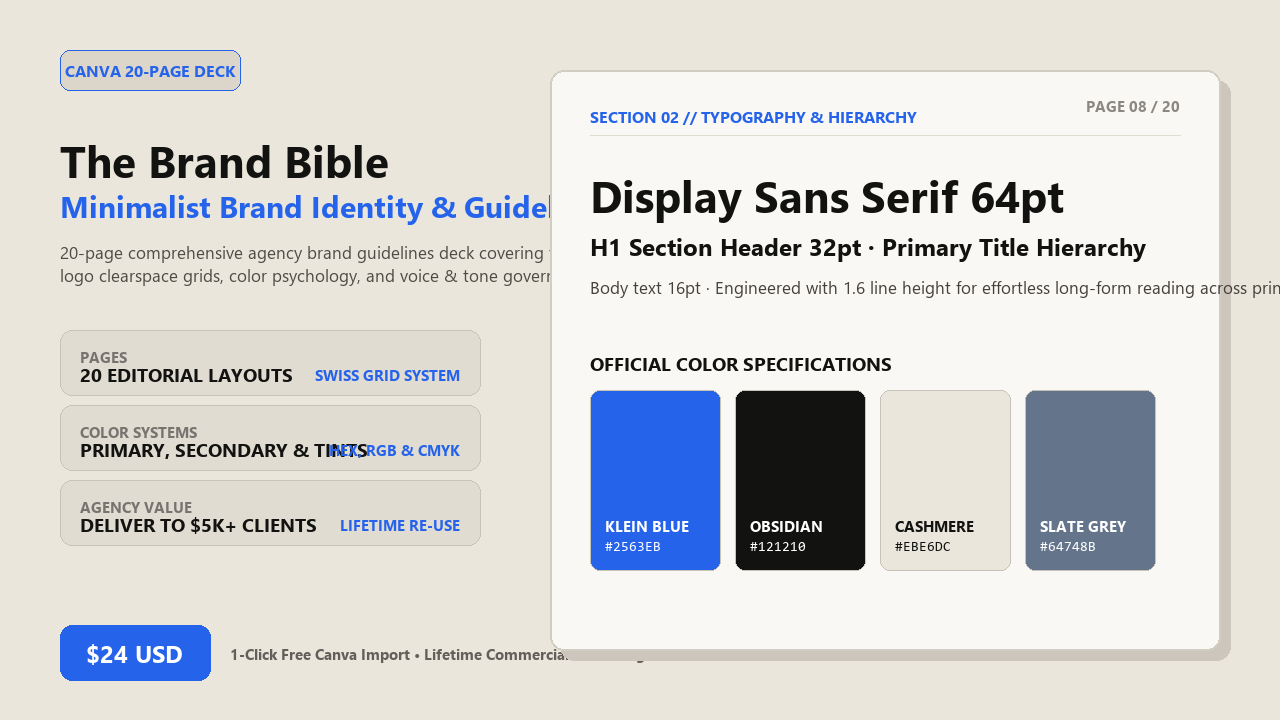 CANVA 20-PAGE DECK
The Brand Bible
Minimalist Brand Identity &
20-page comprehensive agency brand guidelines deck covering
logo clearspace grids, color psychology, and voice & tone
PAGES
20 EDITORIAL LAYOUTS
SWISS GRID SYSTEM
COLOR SYSTEMS
PRIMARY, SECONDARY & TINTS
HEX, RGB & CMYK
AGENCY VALUE
DELIVER TO $5K+ CLIENTS
LIFETIME RE-USE
$24 USD
1-Click Free Canva Import • Lifetime
SECTION 02 // TYPOGRAPHY & HIERARCHY
PAGE 08 / 20
Display Sans Serif 64pt
H1 Section Header 32pt · Primary Title Hierarchy
Body text 16pt · Engineered with 1.6 line height for effortless long-form reading across
OFFICIAL COLOR SPECIFICATIONS
KLEIN BLUE
#2563EB
OBSIDIAN
#121210
CASHMERE
#EBE6DC
SLATE GREY
#64748B